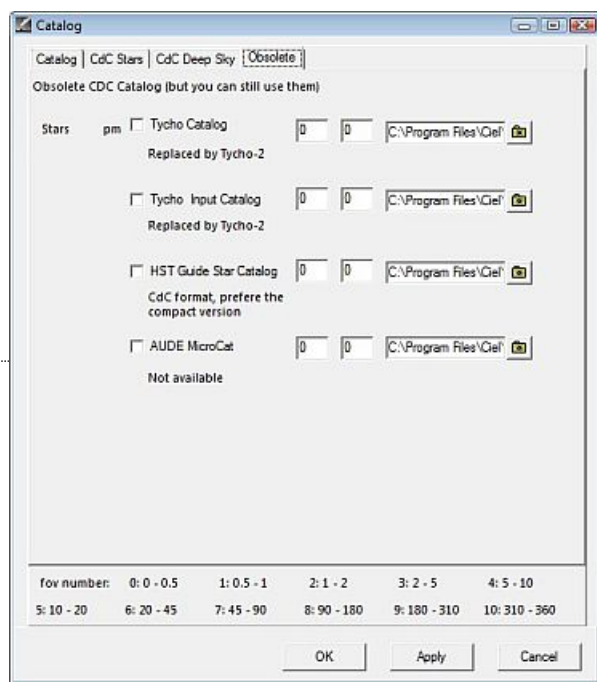 Catalog
Catalog CdC Stars CdC Deep Sky Obsolete
Obsolete CDC Catalog (but you can still use them)
Stars pm Tycho Catalog 0 0 C:\Program Files\Ciel\
Replaced by Tycho-2
Tycho Input Catalog 0 0 C:\Program Files\Ciel\
Replaced by Tycho-2
HST Guide Star Catalog 0 0 C:\Program Files\Ciel\
CdC format, prefere the
compact version
AUDE MicroCat 0 0 C:\Program Files\Ciel\
Not available
fov number: 0: 0 - 0.5 1: 0.5 - 1 2: 1 - 2 3: 2 - 5 4: 5 - 10
5: 10 - 20 6: 20 - 45 7: 45 - 90 8: 90 - 180 9: 180 - 310 10: 310 - 360
OK Apply Cancel